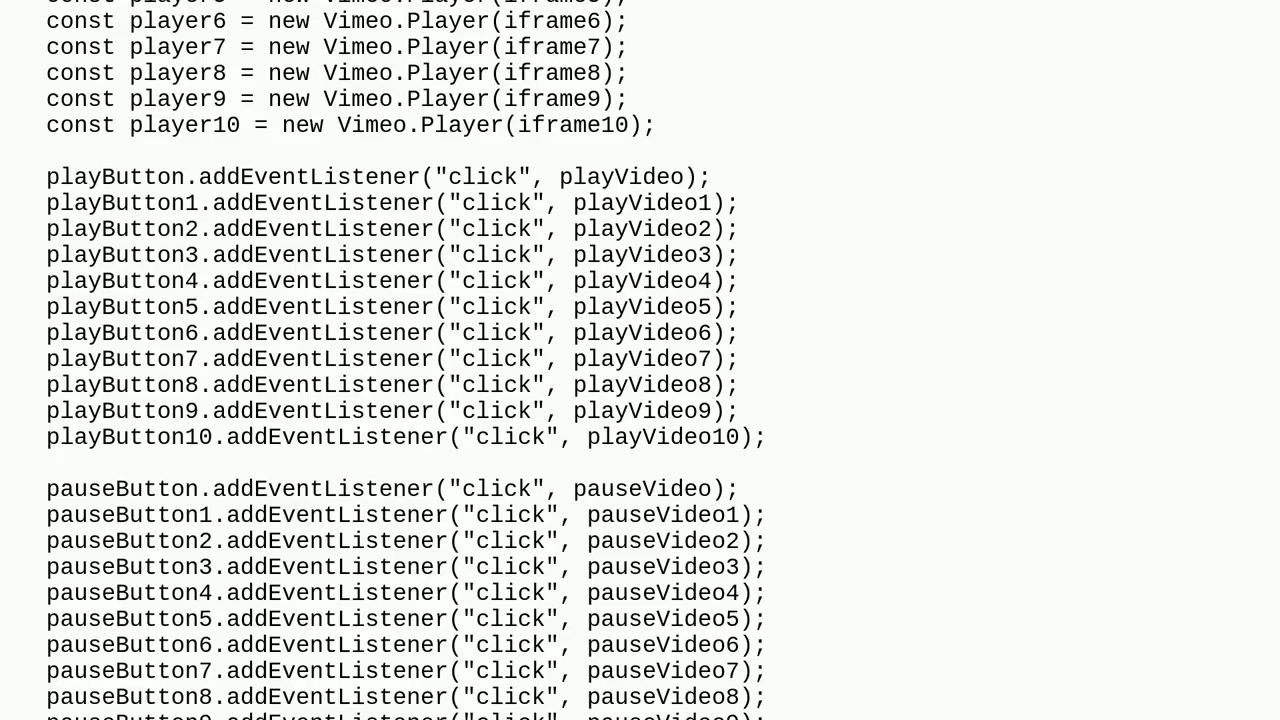 const player6 = new Vimeo.Player(iframe6);
const player7 = new Vimeo.Player(iframe7);
const player8 = new Vimeo.Player(iframe8);
const player9 = new Vimeo.Player(iframe9);
const player10 = new Vimeo.Player(iframe10);
playButton.addEventListener("click", playVideo);
playButton1.addEventListener("click", playVideo1);
playButton2.addEventListener("click", playVideo2);
playButton3.addEventListener("click", playVideo3);
playButton4.addEventListener("click", playVideo4);
playButton5.addEventListener("click", playVideo5);
playButton6.addEventListener("click", playVideo6);
playButton7.addEventListener("click", playVideo7);
playButton8.addEventListener("click", playVideo8);
playButton9.addEventListener("click", playVideo9);
playButton10.addEventListener("click", playVideo10);
pauseButton.addEventListener("click", pauseVideo);
pauseButton1.addEventListener("click", pauseVideo1);
pauseButton2.addEventListener("click", pauseVideo2);
pauseButton3.addEventListener("click", pauseVideo3);
pauseButton4.addEventListener("click", pauseVideo4);
pauseButton5.addEventListener("click", pauseVideo5);
pauseButton6.addEventListener("click", pauseVideo6);
pauseButton7.addEventListener("click", pauseVideo7);
pauseButton8.addEventListener("click", pauseVideo8);